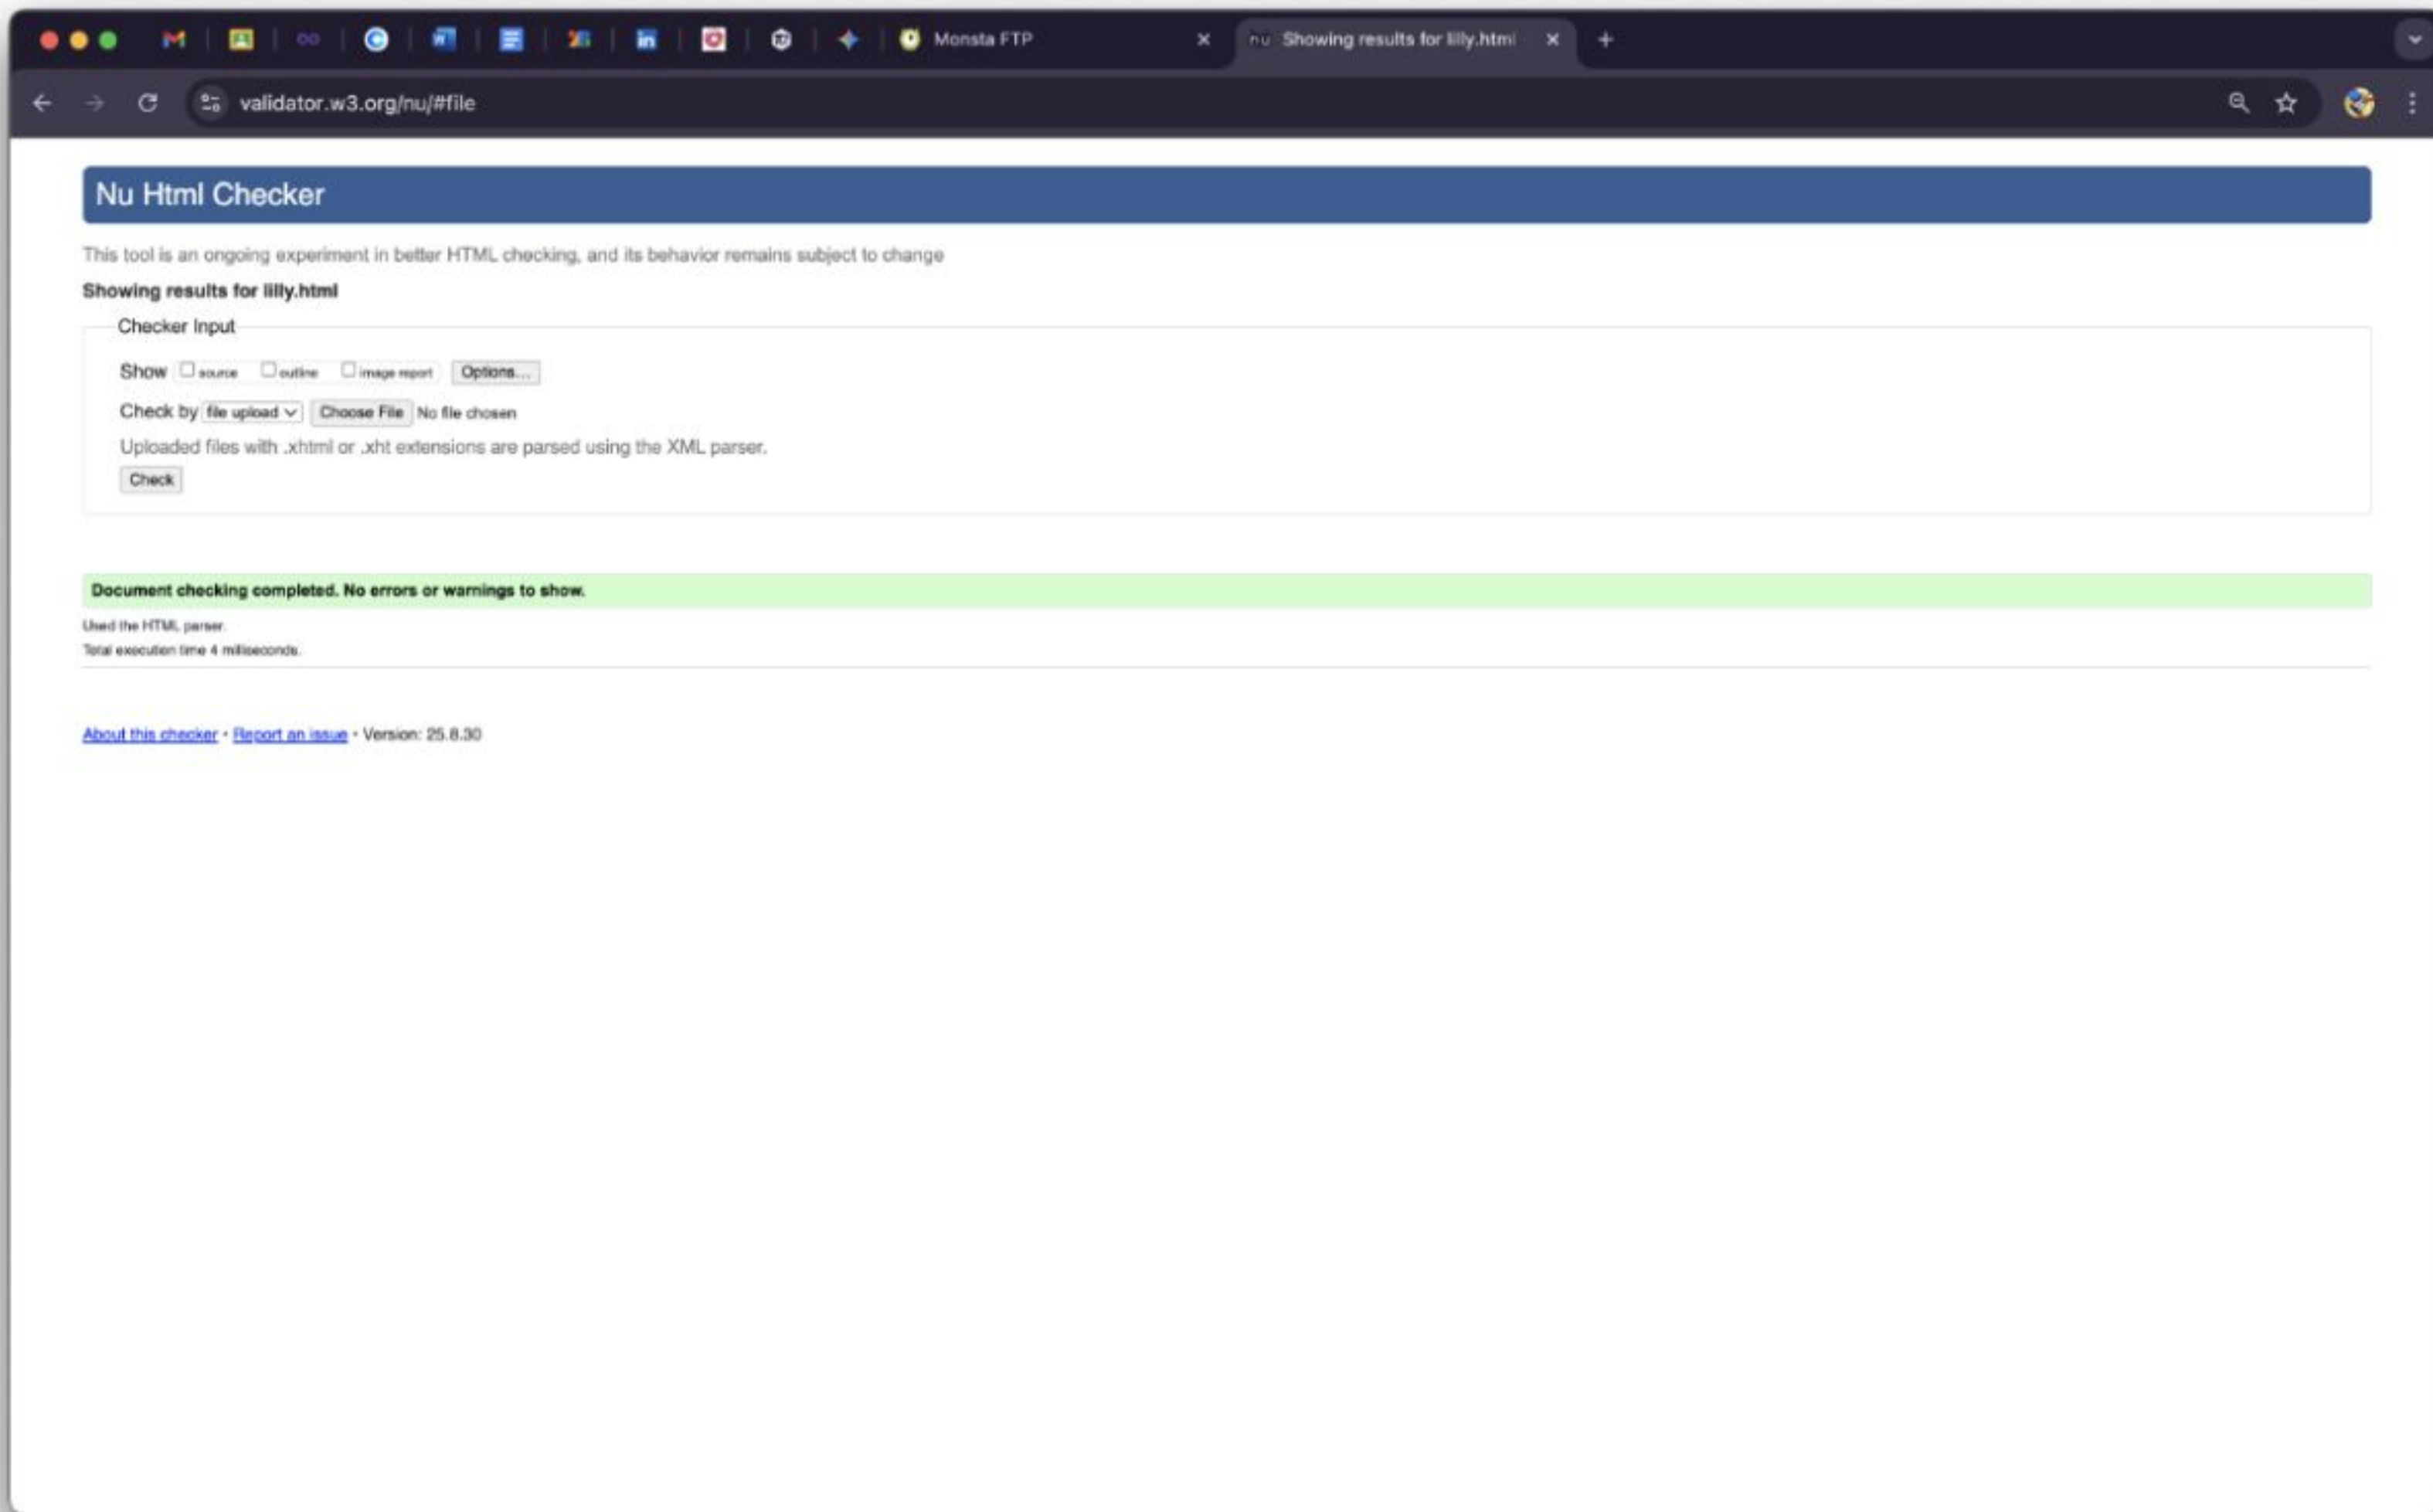 Monsta FTP
nu Showing results for lilly.html
validator.w3.org/nu/#file
Nu Html Checker
This tool is an ongoing experiment in better HTML checking, and its behavior remains subject to change
Showing results for lilly.html
Checker Input
Show source outline image report Options...
Check by file upload Choose File No file chosen
Uploaded files with .xhtml or .xht extensions are parsed using the XML parser.
Check
Document checking completed. No errors or warnings to show.
Used the HTML parser.
Total execution time 4 milliseconds.
About this checker • Report an issue • Version: 25.8.30